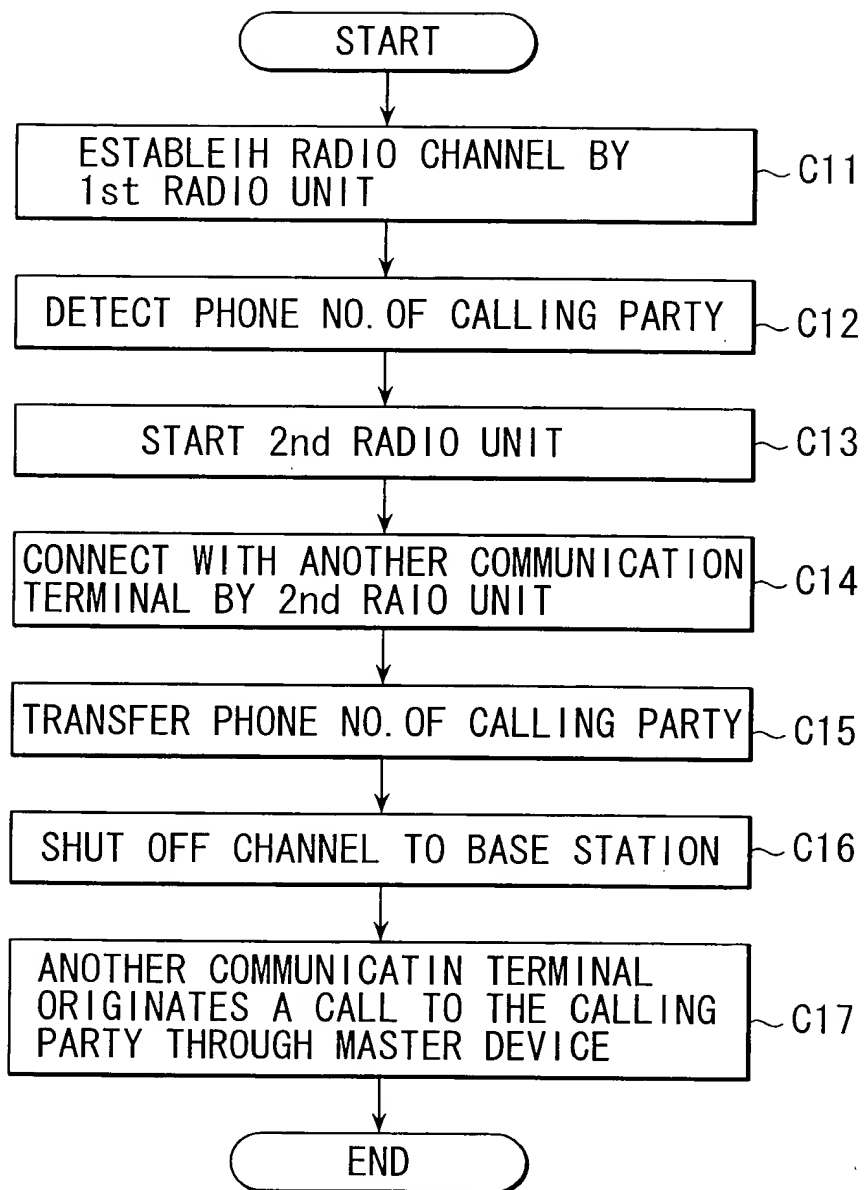 START
ESTABLEIH RADIO CHANNEL BY
1st RADIO UNIT
C11
DETECT PHONE NO. OF CALLING PARTY
C12
START 2nd RADIO UNIT
C13
CONNECT WITH ANOTHER COMMUNICATION
TERMINAL BY 2nd RAIO UNIT
C14
TRANSFER PHONE NO. OF CALLING PARTY
C15
SHUT OFF CHANNEL TO BASE STATION
C16
ANOTHER COMMUNICATIN TERMINAL
ORIGINATES A CALL TO THE CALLING
PARTY THROUGH MASTER DEVICE
C17
END